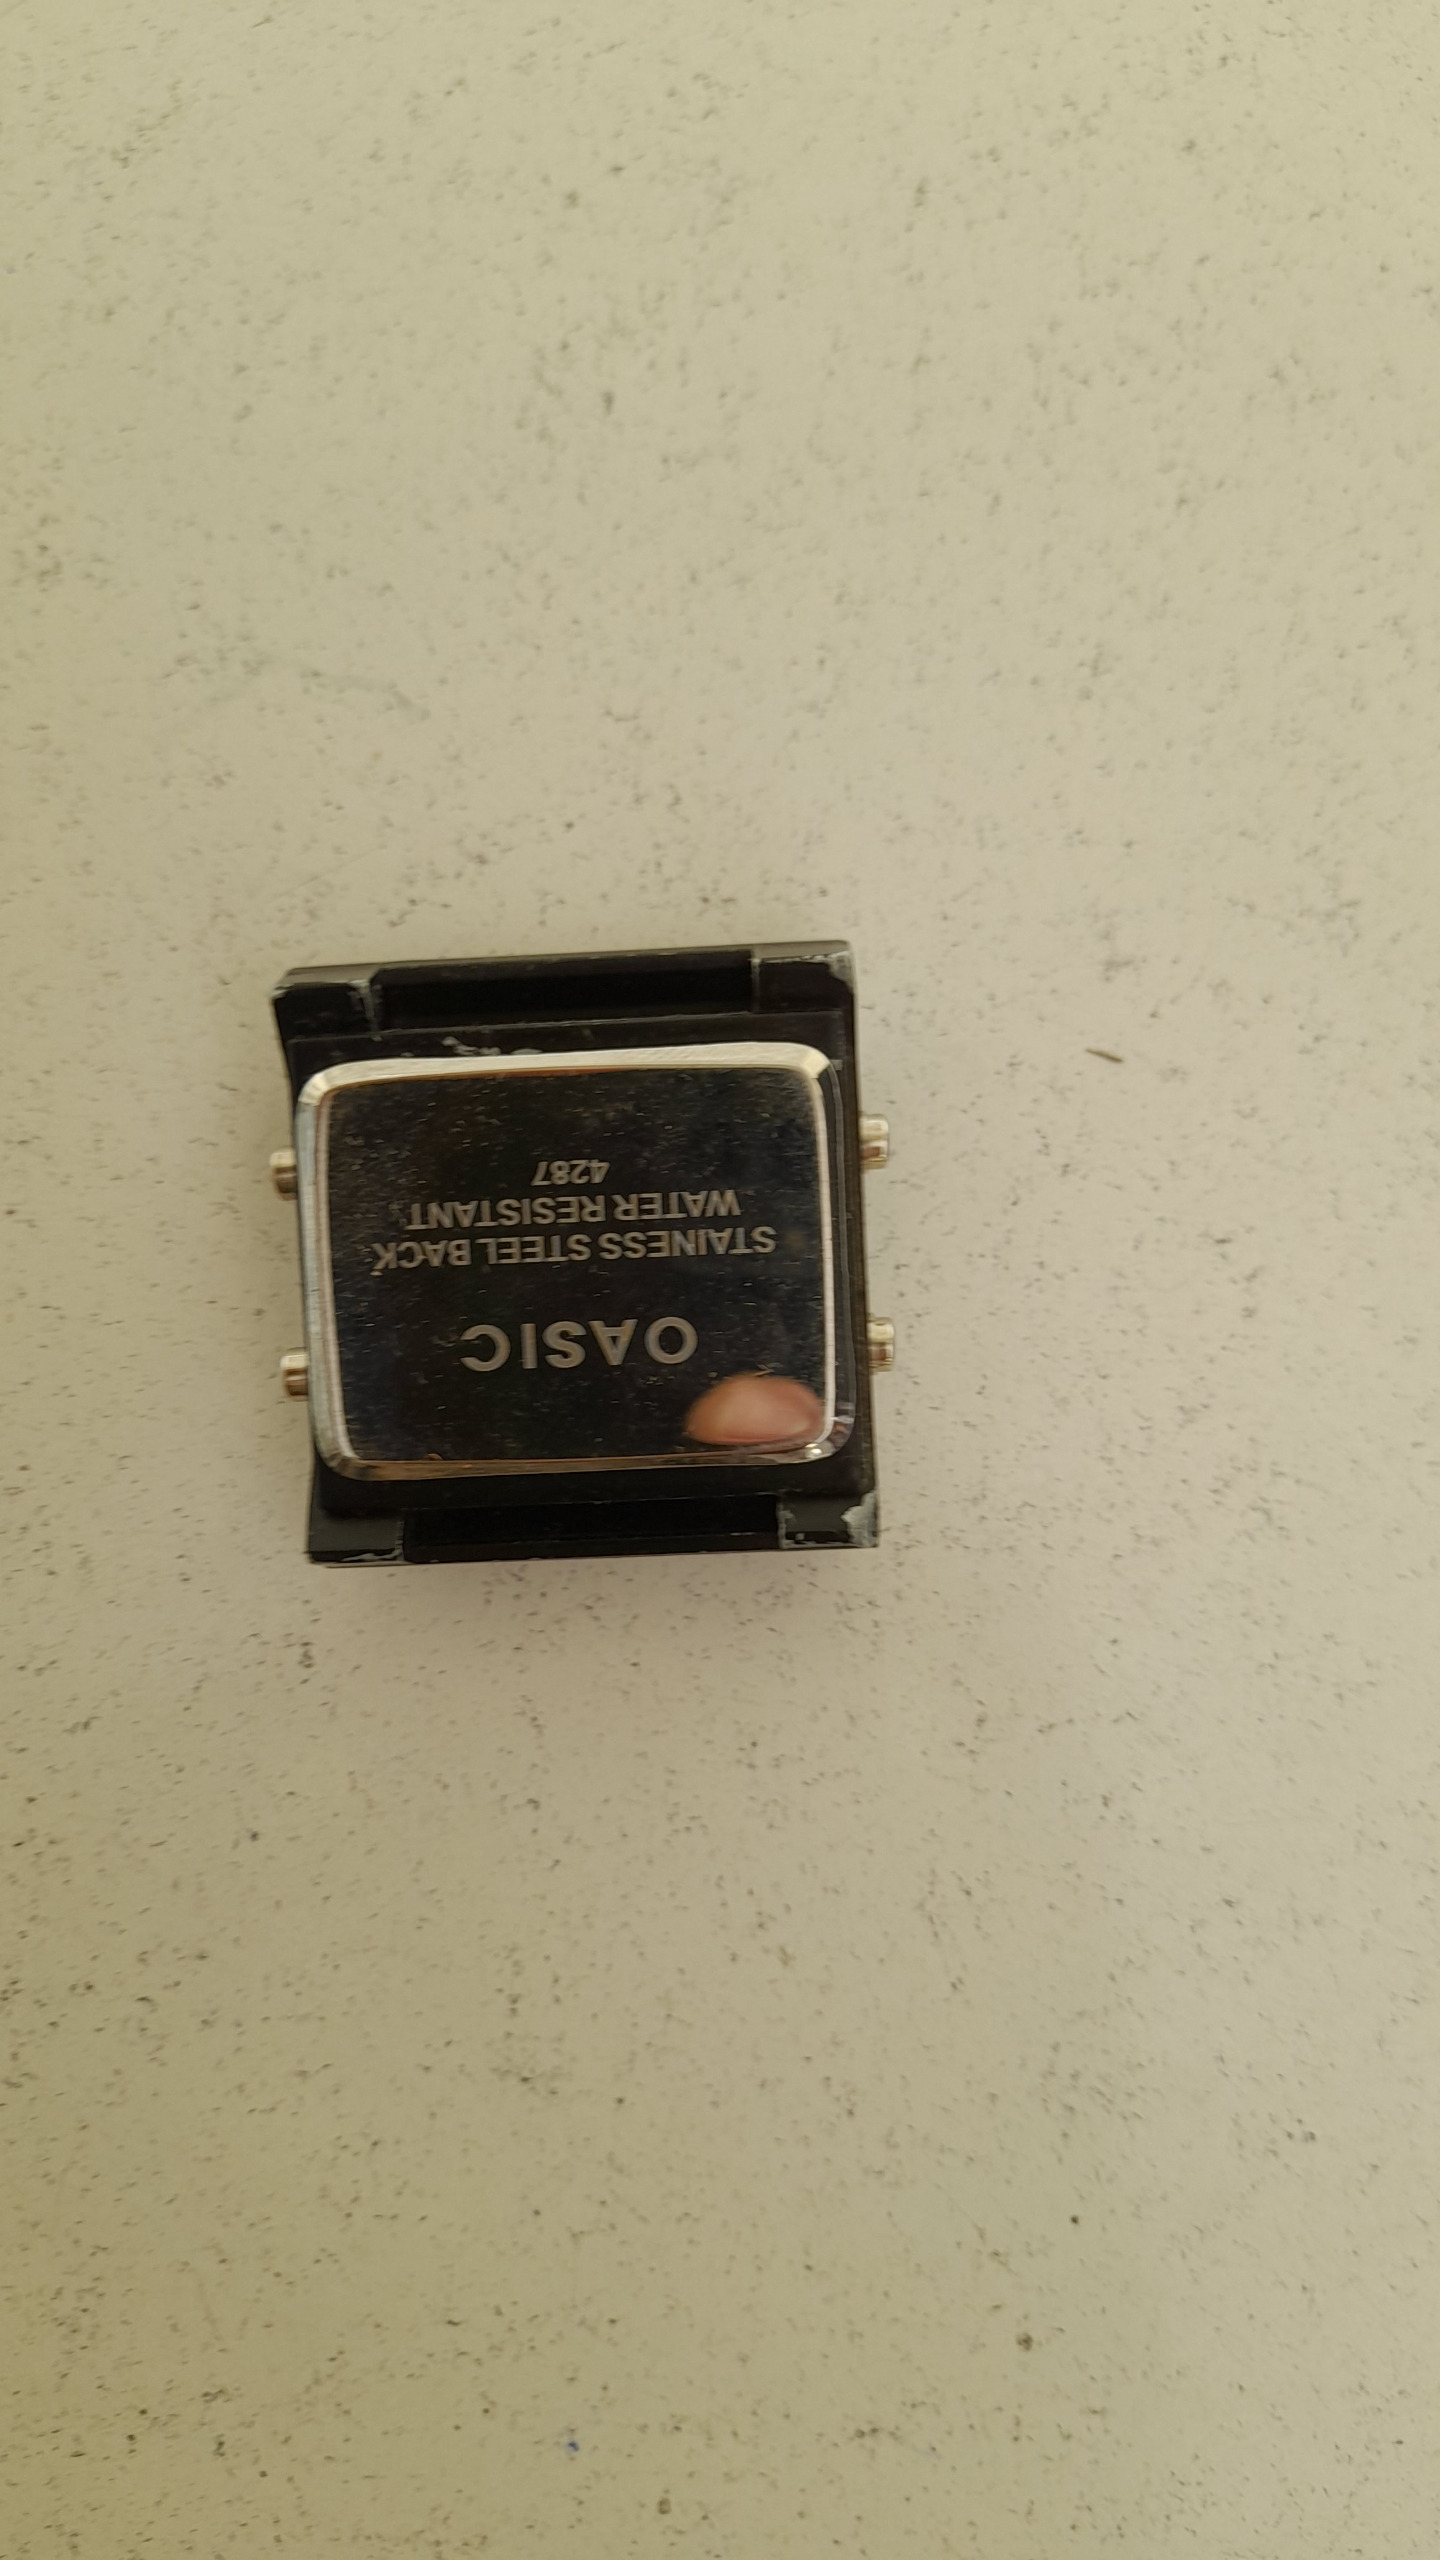 OASIC
STAINESS STEEL BACK
WATER RESISTANT
4287